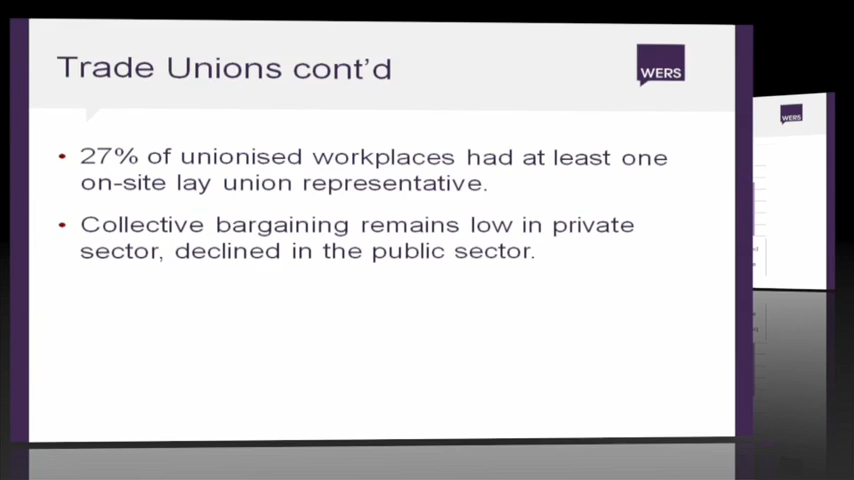 Trade Unions cont'd
WERS
• 27% of unionised workplaces had at least one
on-site lay union representative.
• Collective bargaining remains low in private
sector, declined in the public sector.
WERS